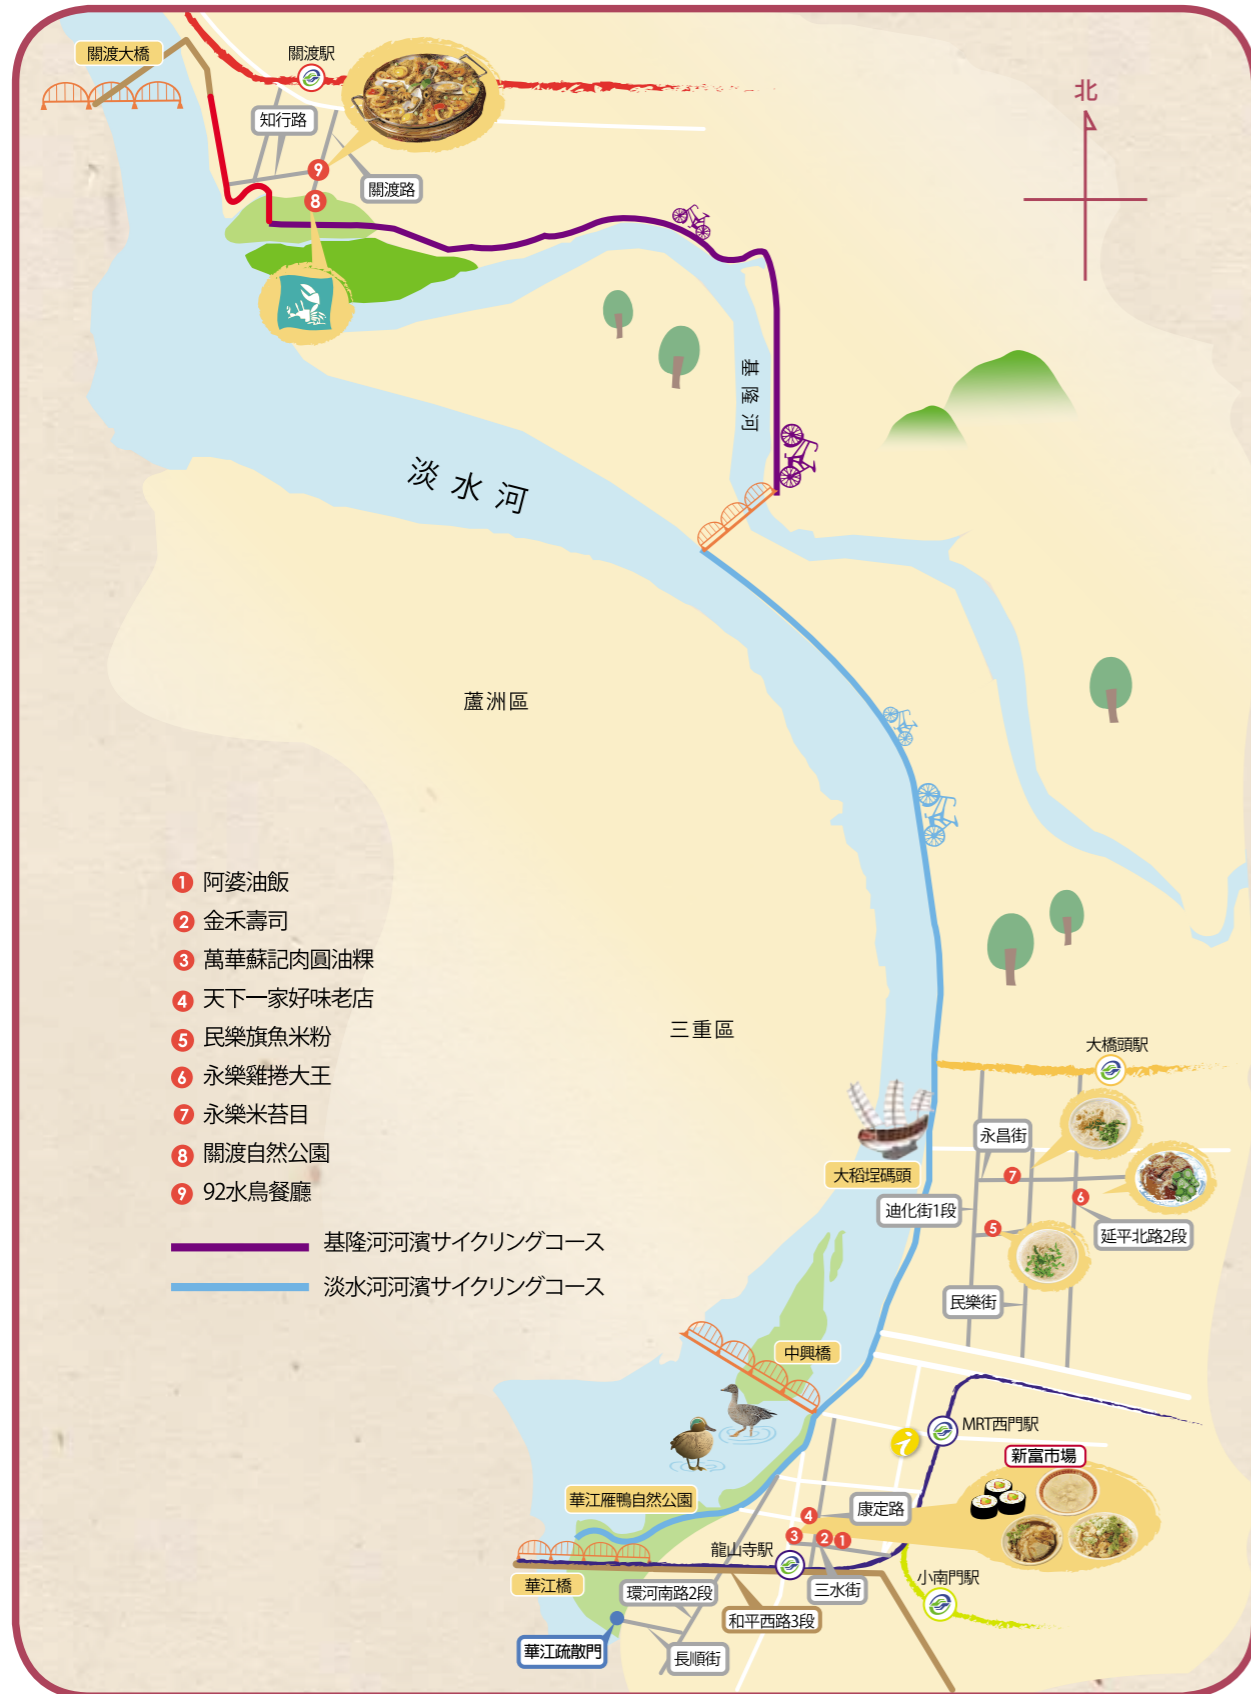 關渡大橋
關渡駅
北
知行路
9
關渡路
8
基隆河
淡水河
蘆洲區
1 阿婆油飯
2 金禾壽司
3 萬華蘇記肉圓油粿
4 天下一家好味老店
5 民樂旗魚米粉
6 永樂雞捲大王
7 永樂米苔目
8 關渡自然公園
9 92水鳥餐廳
基隆河河濱サイクリングコース
淡水河河濱サイクリングコース
三重區
大橋頭駅
永昌街
大稻埕碼頭
7
6
迪化街1段
5
延平北路2段
民樂街
中興橋
MRT西門駅
i
新富市場
華江雁鴨自然公園
康定路
4
3
2
1
龍山寺駅
華江橋
環河南路2段
三水街
小南門駅
和平西路3段
華江疏散門
長順街